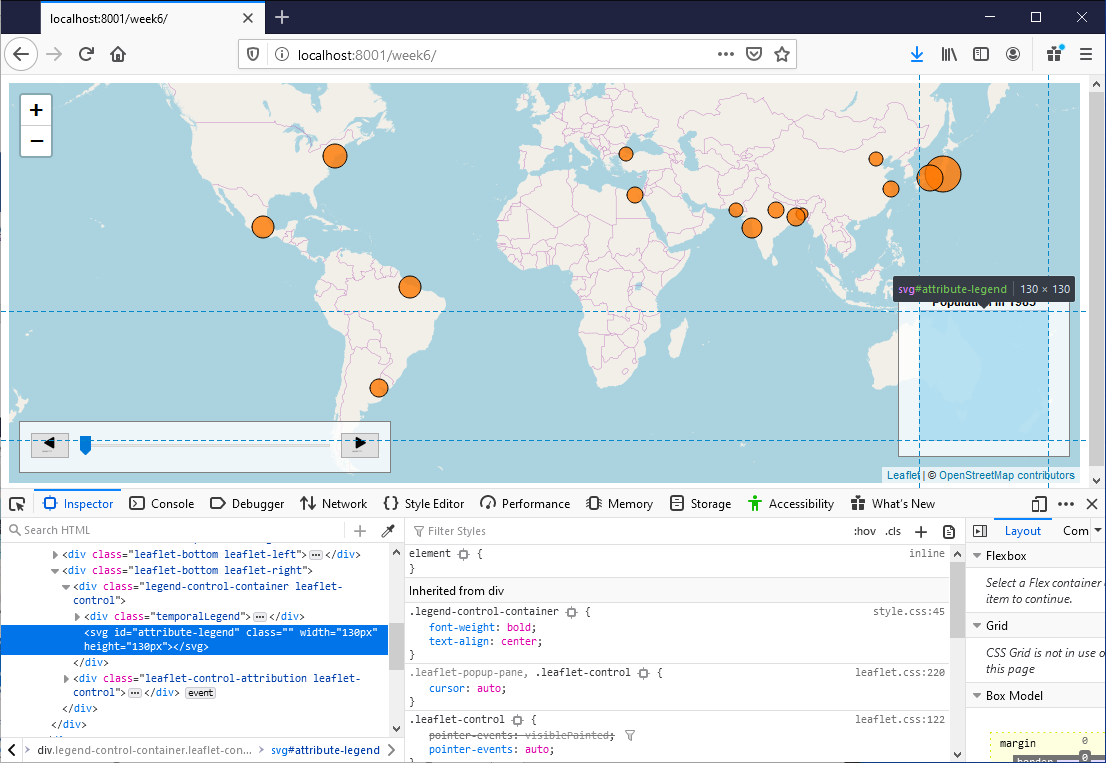 localhost:8001/week6/
localhost:8001/week6/
+
−
svg#attribute-legend 130 × 130
Leaflet | © OpenStreetMap contributors
Inspector Console Debugger Network Style Editor Performance Memory Storage Accessibility What's New
Search HTML
Filter Styles
:hov .cls
Layout
<div class="leaflet-bottom leaflet-left"> </div>
<div class="leaflet-bottom leaflet-right">
<div class="legend-control-container leaflet-
control">
<div class="temporalLegend"> </div>
<svg id="attribute-legend" class="" width="130px"
height="130px"></svg>
</div>
<div class="leaflet-control-attribution leaflet-
control"> </div> event
</div>
</div>
div.legend-control-container.leaflet-con... svg#attribute-legend
element {
inline
}
Inherited from div
.legend-control-container {
style.css:45
font-weight: bold;
text-align: center;
}
.leaflet-popup-pane, .leaflet-control {
leaflet.css:220
cursor: auto;
}
.leaflet-control {
leaflet.css:122
pointer-events: visiblePainted;
pointer-events: auto;
Flexbox
Select a Flex container
item to continue.
Grid
CSS Grid is not in use o
this page
Box Model
margin
0
border
0